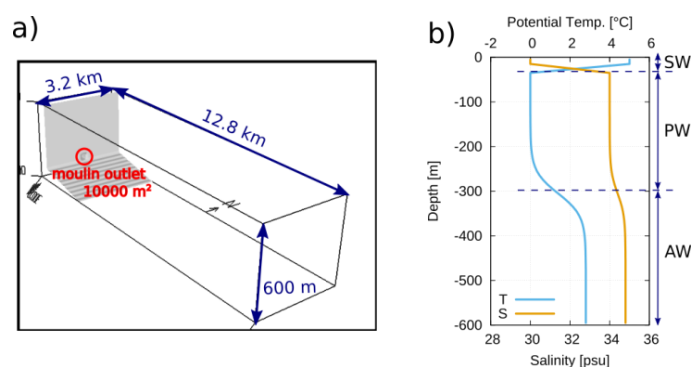 a)
3.2 km
12.8 km
moulin outlet
10000 m²
600 m
b)
Potential Temp. [°C]
-2 0 2 4 6
0
-100
-200
-300
-400
-500
-600
Depth [m]
SW
PW
AW
T
S
28 30 32 34 36
Salinity [psu]